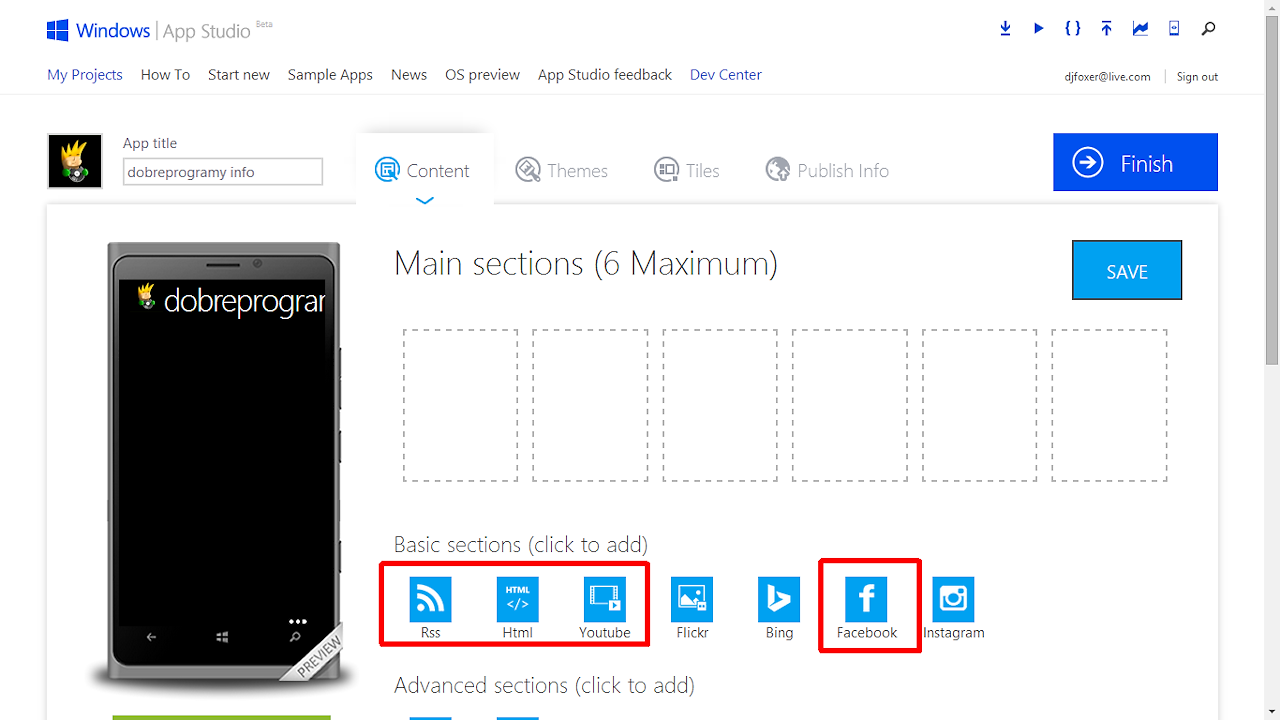 Windows App Studio Beta
My Projects How To Start new Sample Apps News OS preview App Studio feedback Dev Center
djfoxer@live.com Sign out
App title
dobreprogramy info
Content Themes Tiles Publish Info
Finish
dobreprogram
Main sections (6 Maximum)
SAVE
Basic sections (click to add)
HTML
</>
Rss Html Youtube Flickr Bing Facebook Instagram
PREVIEW
Advanced sections (click to add)